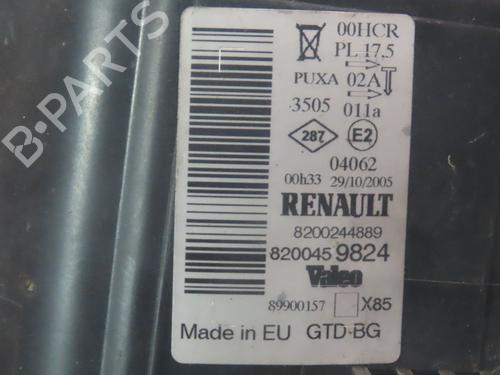 00HCR
PL 17.5
PUXA 02A
3505 011a
287 E2
04062
00h33 29/10/2005
RENAULT
8200244889
8200459824
Valeo
89900157 X85
Made in EU GTD-BG
B-PARTS